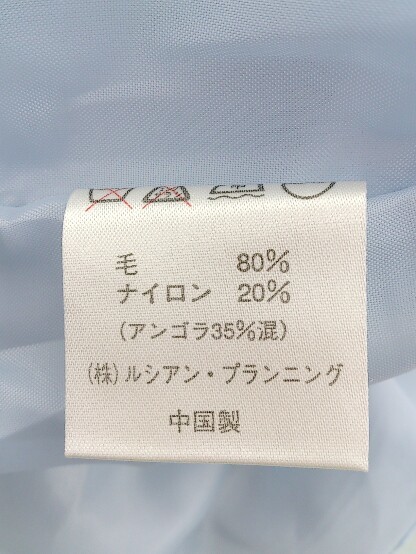 毛 80%
ナイロン 20%
(アンゴラ35%混)
(株)ルシアン・プランニング
中国製